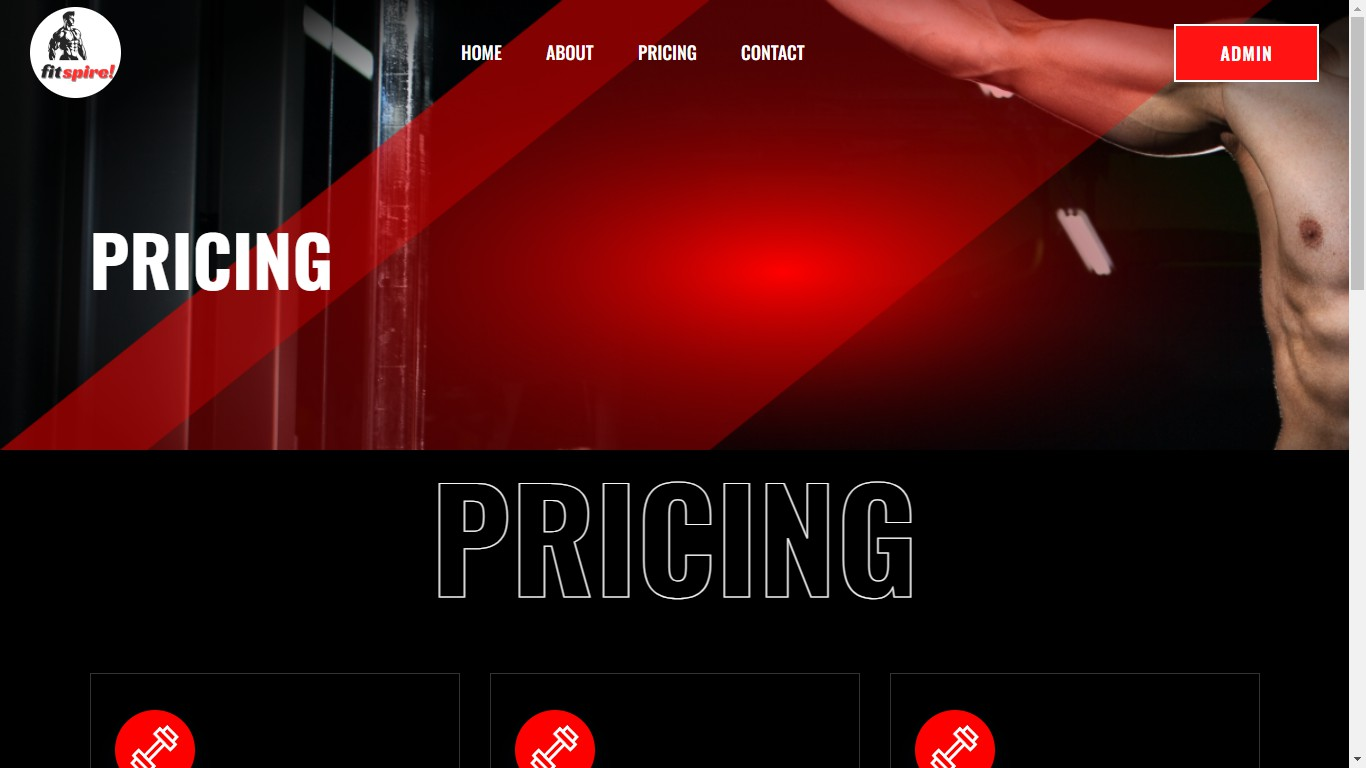 fitspire!
HOME
ABOUT
PRICING
CONTACT
ADMIN
PRICING
PRICING